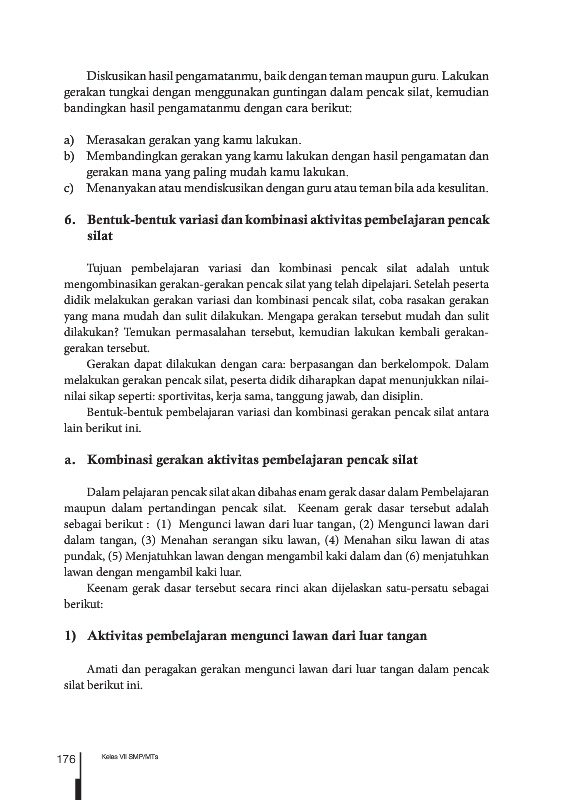 Diskusikan hasil pengamatanmu, baik dengan teman maupun guru. Lakukan
gerakan tungkai dengan menggunakan guntingan dalam pencak silat, kemudian
bandingkan hasil pengamatanmu dengan cara berikut:
a) Merasakan gerakan yang kamu lakukan.
b) Membandingkan gerakan yang kamu lakukan dengan hasil pengamatan dan
gerakan mana yang paling mudah kamu lakukan.
c) Menanyakan atau mendiskusikan dengan guru atau teman bila ada kesulitan.
6. Bentuk-bentuk variasi dan kombinasi aktivitas pembelajaran pencak
silat
Tujuan pembelajaran variasi dan kombinasi pencak silat adalah untuk
mengombinasikan gerakan-gerakan pencak silat yang telah dipelajari. Setelah peserta
didik melakukan gerakan variasi dan kombinasi pencak silat, coba rasakan gerakan
yang mana mudah dan sulit dilakukan. Mengapa gerakan tersebut mudah dan sulit
dilakukan? Temukan permasalahan tersebut, kemudian lakukan kembali gerakan-
gerakan tersebut.
Gerakan dapat dilakukan dengan cara: berpasangan dan berkelompok. Dalam
melakukan gerakan pencak silat, peserta didik diharapkan dapat menunjukkan nilai-
nilai sikap seperti: sportivitas, kerja sama, tanggung jawab, dan disiplin.
Bentuk-bentuk pembelajaran variasi dan kombinasi gerakan pencak silat antara
lain berikut ini.
a. Kombinasi gerakan aktivitas pembelajaran pencak silat
Dalam pelajaran pencak silat akan dibahas enam gerak dasar dalam Pembelajaran
maupun dalam pertandingan pencak silat. Keenam gerak dasar tersebut adalah
sebagai berikut : (1) Mengunci lawan dari luar tangan, (2) Mengunci lawan dari
dalam tangan, (3) Menahan serangan siku lawan, (4) Menahan siku lawan di atas
pundak, (5) Menjatuhkan lawan dengan mengambil kaki dalam dan (6) menjatuhkan
lawan dengan mengambil kaki luar.
Keenam gerak dasar tersebut secara rinci akan dijelaskan satu-persatu sebagai
berikut:
1) Aktivitas pembelajaran mengunci lawan dari luar tangan
Amati dan peragakan gerakan mengunci lawan dari luar tangan dalam pencak
silat berikut ini.
176 Kelas VII SMP/MTs